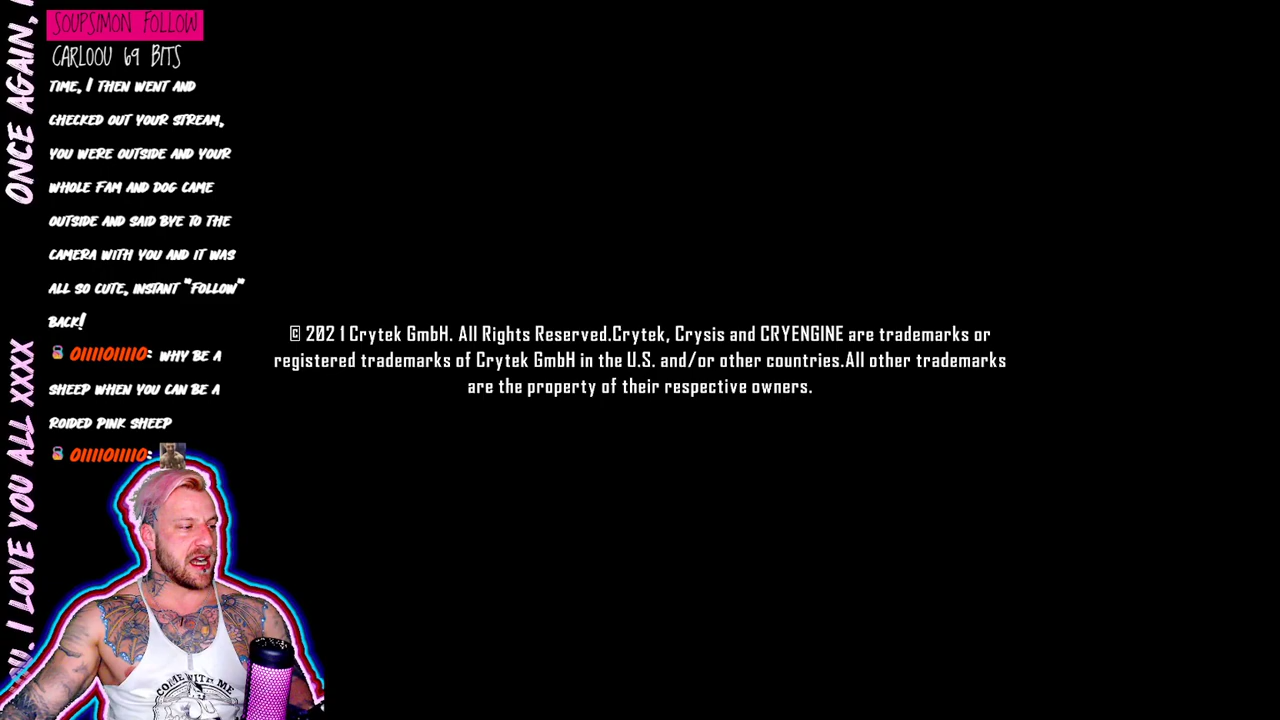 SOUPSIMON FOLLOW
CARLOOU 69 BITS
TIME, I THEN WENT AND
CHECKED OUT YOUR STREAM,
YOU WERE OUTSIDE AND YOUR
WHOLE FAM AND DOG CAME
OUTSIDE AND SAID BYE TO THE
CAMERA WITH YOU AND IT WAS
ALL SO CUTE, INSTANT "FOLLOW"
BACK!
OIIIIOIIIIO: WHY BE A
SHEEP WHEN YOU CAN BE A
ROIDED PINK SHEEP
OIIIIOIIIIO:
ONCE AGAIN,
I LOVE YOU ALL XXXX
© 2021 Crytek GmbH. All Rights Reserved.Crytek, Crysis and CRYENGINE are trademarks or
registered trademarks of Crytek GmbH in the U.S. and/or other countries.All other trademarks
are the property of their respective owners.
COME WITH ME